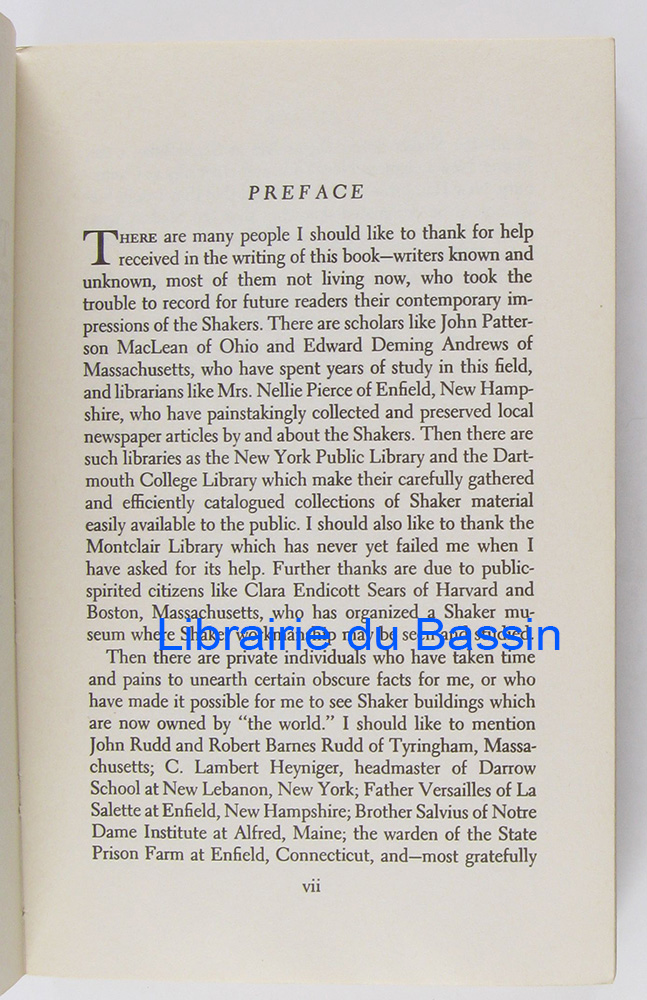 PREFACE
THERE are many people I should like to thank for help
received in the writing of this book—writers known and
unknown, most of them not living now, who took the
trouble to record for future readers their contemporary im-
pressions of the Shakers. There are scholars like John Patter-
son MacLean of Ohio and Edward Deming Andrews of
Massachusetts, who have spent years of study in this field,
and librarians like Mrs. Nellie Pierce of Enfield, New Hamp-
shire, who have painstakingly collected and preserved local
newspaper articles by and about the Shakers. Then there are
such libraries as the New York Public Library and the Dart-
mouth College Library which make their carefully gathered
and efficiently catalogued collections of Shaker material
easily available to the public. I should also like to thank the
Montclair Library which has never yet failed me when I
have asked for its help. Further thanks are due to public-
spirited citizens like Clara Endicott Sears of Harvard and
Boston, Massachusetts, who has organized a Shaker mu-
seum where Shaker workmanship may be seen and studied.
Librairie du Bassin
Then there are private individuals who have taken time
and pains to unearth certain obscure facts for me, or who
have made it possible for me to see Shaker buildings which
are now owned by "the world." I should like to mention
John Rudd and Robert Barnes Rudd of Tyringham, Massa-
chusetts; C. Lambert Heyniger, headmaster of Darrow
School at New Lebanon, New York; Father Versailles of La
Salette at Enfield, New Hampshire; Brother Salvius of Notre
Dame Institute at Alfred, Maine; the warden of the State
Prison Farm at Enfield, Connecticut, and—most gratefully
vii